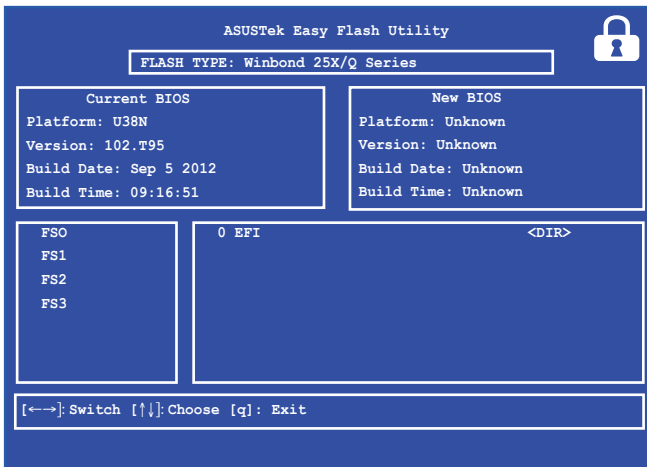 ASUSTek Easy Flash Utility
FLASH TYPE: Winbond 25X/Q Series
Current BIOS
Platform: U38N
Version: 102.T95
Build Date: Sep 5 2012
Build Time: 09:16:51
New BIOS
Platform: Unknown
Version: Unknown
Build Date: Unknown
Build Time: Unknown
FSO
FS1
FS2
FS3
0 EFI <DIR>
[←→]: Switch [↑↓]: Choose [q]: Exit